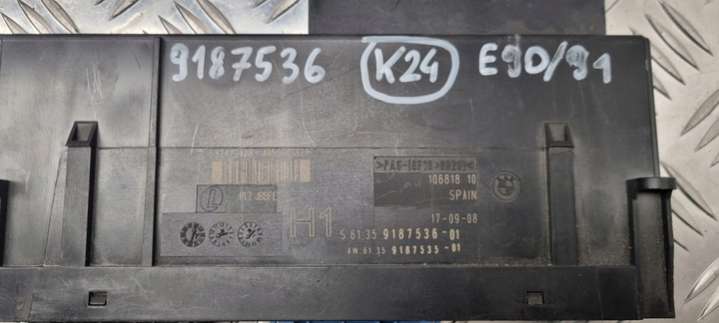 9187536 K24 E90/91
106818 10
SPAIN
17-09-08
H1
S 61.35 9187536-01
AW 61.35 9187535-01